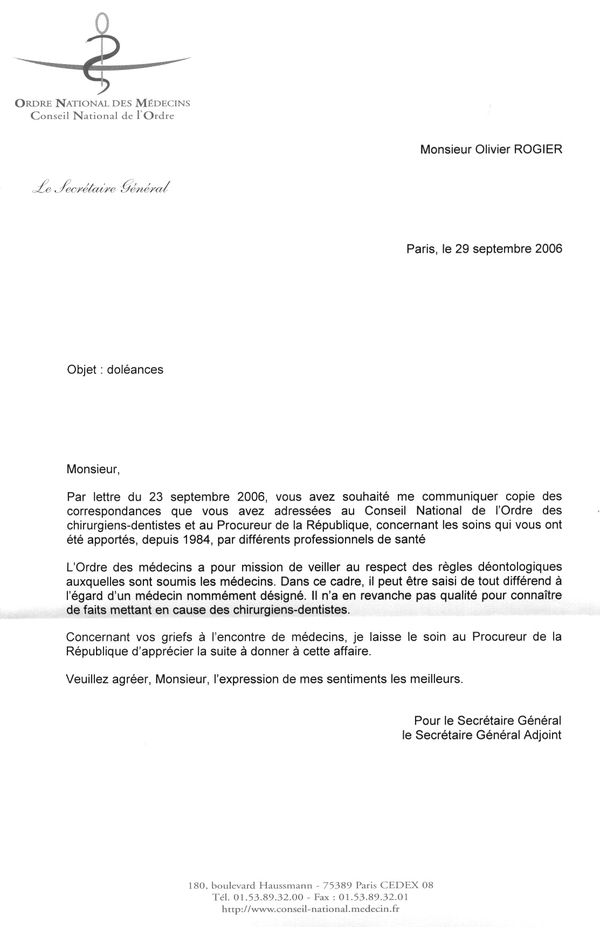 ORDRE NATIONAL DES MÉDECINS
Conseil National de l'Ordre
Monsieur Olivier ROGIER
Le Secrétaire Général
Paris, le 29 septembre 2006
Objet : doléances
Monsieur,
Par lettre du 23 septembre 2006, vous avez souhaité me communiquer copie des
correspondances que vous avez adressées au Conseil National de l'Ordre des
chirurgiens-dentistes et au Procureur de la République, concernant les soins qui vous ont
été apportés, depuis 1984, par différents professionnels de santé
L'Ordre des médecins a pour mission de veiller au respect des règles déontologiques
auxquelles sont soumis les médecins. Dans ce cadre, il peut être saisi de tout différend à
l'égard d'un médecin nommément désigné. Il n'a en revanche pas qualité pour connaître
de faits mettant en cause des chirurgiens-dentistes.
Concernant vos griefs à l'encontre de médecins, je laisse le soin au Procureur de la
République d'apprécier la suite à donner à cette affaire.
Veuillez agréer, Monsieur, l'expression de mes sentiments les meilleurs.
Pour le Secrétaire Général
le Secrétaire Général Adjoint
180, boulevard Haussmann - 75389 Paris CEDEX 08
Tél. 01.53.89.32.00 - Fax : 01.53.89.32.01
http://www.conseil-national.medecin.fr